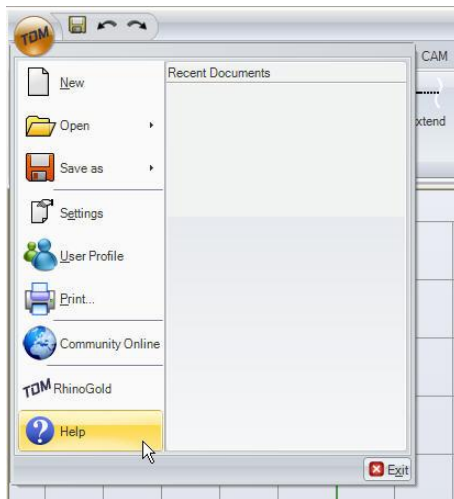 TDM
CAM
Recent Documents
New
Open
xtend
Save as
Settings
User Profile
Print...
Community Online
TDM RhinoGold
Help
Exit